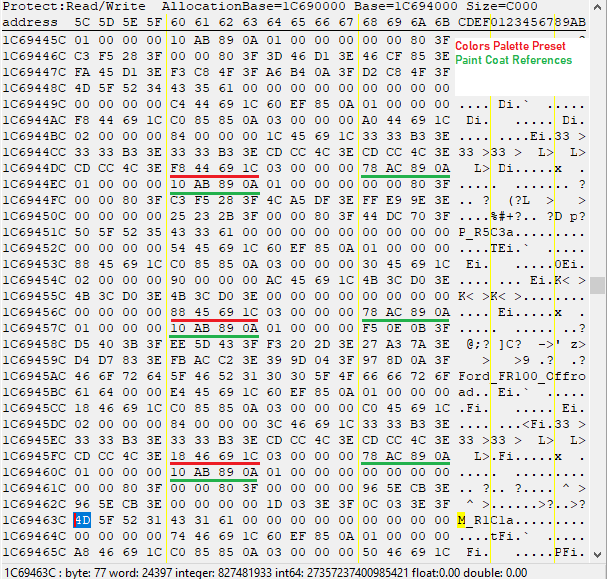 Protect:Read/Write AllocationBase=1C690000 Base=1C694000 Size=C000
address 5C 5D 5E 5F 60 61 62 63 64 65 66 67 68 69 6A 6B CDEF0123456789AB
Colors Palette Preset
Paint Coat References
1C69445C 01 00 00 00 10 AB 89 0A 01 00 00 00 00 00 80 3F
1C69446C C3 F5 28 3F 00 00 80 3F 3D 46 D1 3E 46 CF 85 3E
1C69447C FA 45 D1 3E F3 C8 4F 3F A6 B4 0A 3F D2 C8 4F 3F
1C69448C 4D 5F 52 34 43 35 61 00 00 00 00 00 00 00 00 00
1C69449C 00 00 00 00 C4 44 69 1C 60 EF 85 0A 01 00 00 00 .... Di.` .....
1C6944AC F8 44 69 1C C0 85 85 0A 03 00 00 00 A0 44 69 1C Di. ..... Di.
1C6944BC 02 00 00 00 84 00 00 00 1C 45 69 1C 33 33 B3 3E ..... ....Ei.33 >
1C6944CC 33 33 B3 3E 33 33 B3 3E CD CC 4C 3E CD CC 4C 3E 33 >33 > L> L>
1C6944DC CD CC 4C 3E F8 44 69 1C 03 00 00 00 78 AC 89 0A L> Di.....x .
1C6944EC 01 00 00 00 10 AB 89 0A 01 00 00 00 00 00 80 3F ..... ...... ?
1C6944FC 00 00 80 3F C3 F5 28 3F 4C A5 DF 3E FF E9 9E 3E .. ? (?L > >
1C69450C 00 00 00 00 25 23 2B 3F 00 00 80 3F 44 DC 70 3F ....%#+?.. ?D p?
1C69451C 50 5F 52 35 43 33 61 00 00 00 00 00 00 00 00 00 P_R5C3a.........
1C69452C 00 00 00 00 54 45 69 1C 60 EF 85 0A 01 00 00 00 ....TEi.` .....
1C69453C 88 45 69 1C C0 85 85 0A 03 00 00 00 30 45 69 1C Ei. .....0Ei.
1C69454C 02 00 00 00 90 00 00 00 AC 45 69 1C 4B 3C D0 3E .... ... Ei.K< >
1C69455C 4B 3C D0 3E 4B 3C D0 3E 00 00 00 00 00 00 00 00 K< >K< >........
1C69456C 00 00 00 00 88 45 69 1C 03 00 00 00 78 AC 89 0A .... Ei.....x .
1C69457C 01 00 00 00 10 AB 89 0A 01 00 00 00 F5 0E 0B 3F ..... ..... ..?
1C69458C D5 40 3B 3F EE 5D 43 3F F3 20 2D 3E 27 A3 7A 3E @;? ]C? ->' z>
1C69459C D4 D7 83 3E FB AC C2 3E 39 9D 04 3F 97 8D 0A 3F > >9 .? .?
1C6945AC 46 6F 72 64 5F 46 52 31 30 30 5F 4F 66 66 72 6F Ford_FR100_Offro
1C6945BC 61 64 00 00 E4 45 69 1C 60 EF 85 0A 01 00 00 00 ad.. Ei.` .....
1C6945CC 18 46 69 1C C0 85 85 0A 03 00 00 00 C0 45 69 1C .Fi. ..... Ei.
1C6945DC 02 00 00 00 84 00 00 00 3C 46 69 1C 33 33 B3 3E .... ...<Fi.33 >
1C6945EC 33 33 B3 3E 33 33 B3 3E CD CC 4C 3E CD CC 4C 3E 33 >33 > L> L>
1C6945FC CD CC 4C 3E 18 46 69 1C 03 00 00 00 78 AC 89 0A L>.Fi.....x .
1C69460C 01 00 00 00 10 AB 89 0A 01 00 00 00 00 00 00 00 ..... .........
1C69461C 00 00 80 3F 00 00 80 3F 00 00 00 00 96 5E CB 3E .. ?.. ?.... ^ >
1C69462C 96 5E CB 3E 00 00 00 00 1D 03 3E 3F 0C 03 3E 3F ^ >......>?..>?
1C69463C 4D 5F 52 31 43 31 61 00 00 00 00 00 00 00 00 00 M_R1C1a.........
1C69464C 00 00 00 00 74 46 69 1C 60 EF 85 0A 01 00 00 00 ....tFi.` .....
1C69465C A8 46 69 1C C0 85 85 0A 03 00 00 00 50 46 69 1C Fi. .....PFi.
1C69463C : byte: 77 word: 24397 integer: 827481933 int64: 27357237400985421 float:0.00 double: 0.00